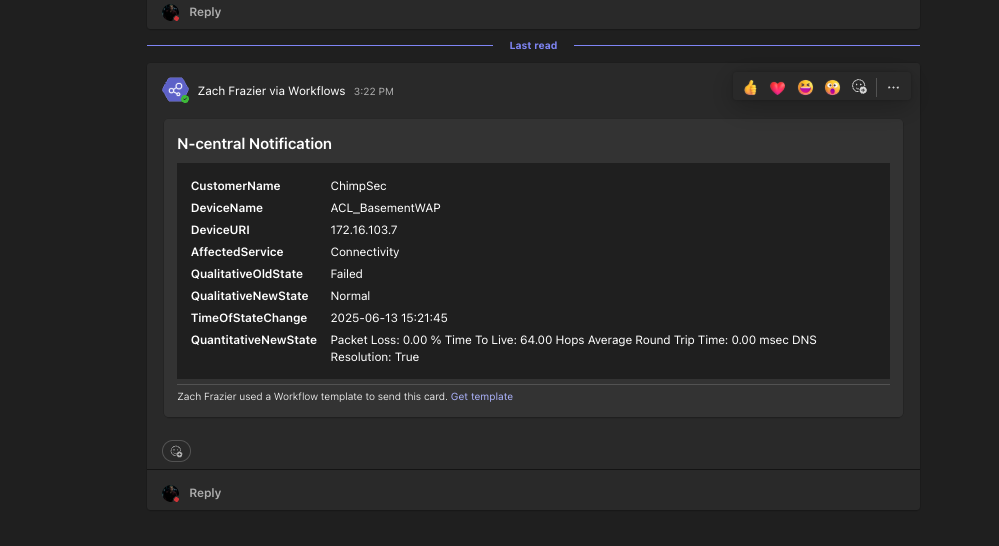 Reply
Last read
Zach Frazier via Workflows 3:22 PM
N-central Notification
CustomerName ChimpSec
DeviceName ACL_BasementWAP
DeviceURI 172.16.103.7
AffectedService Connectivity
QualitativeOldState Failed
QualitativeNewState Normal
TimeOfStateChange 2025-06-13 15:21:45
QuantitativeNewState Packet Loss: 0.00 % Time To Live: 64.00 Hops Average Round Trip Time: 0.00 msec DNS
Resolution: True
Zach Frazier used a Workflow template to send this card. Get template
Reply